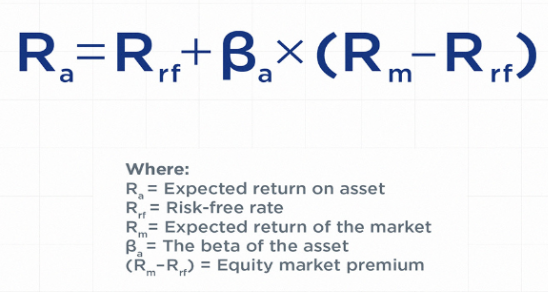 Rₐ=Rrf+βₐ×(Rₘ–Rrf)
Where:
Rₐ= Expected return on asset
Rrf= Risk-free rate
Rₘ= Expected return of the market
βₐ= The beta of the asset
(Rₘ–Rrf) = Equity market premium